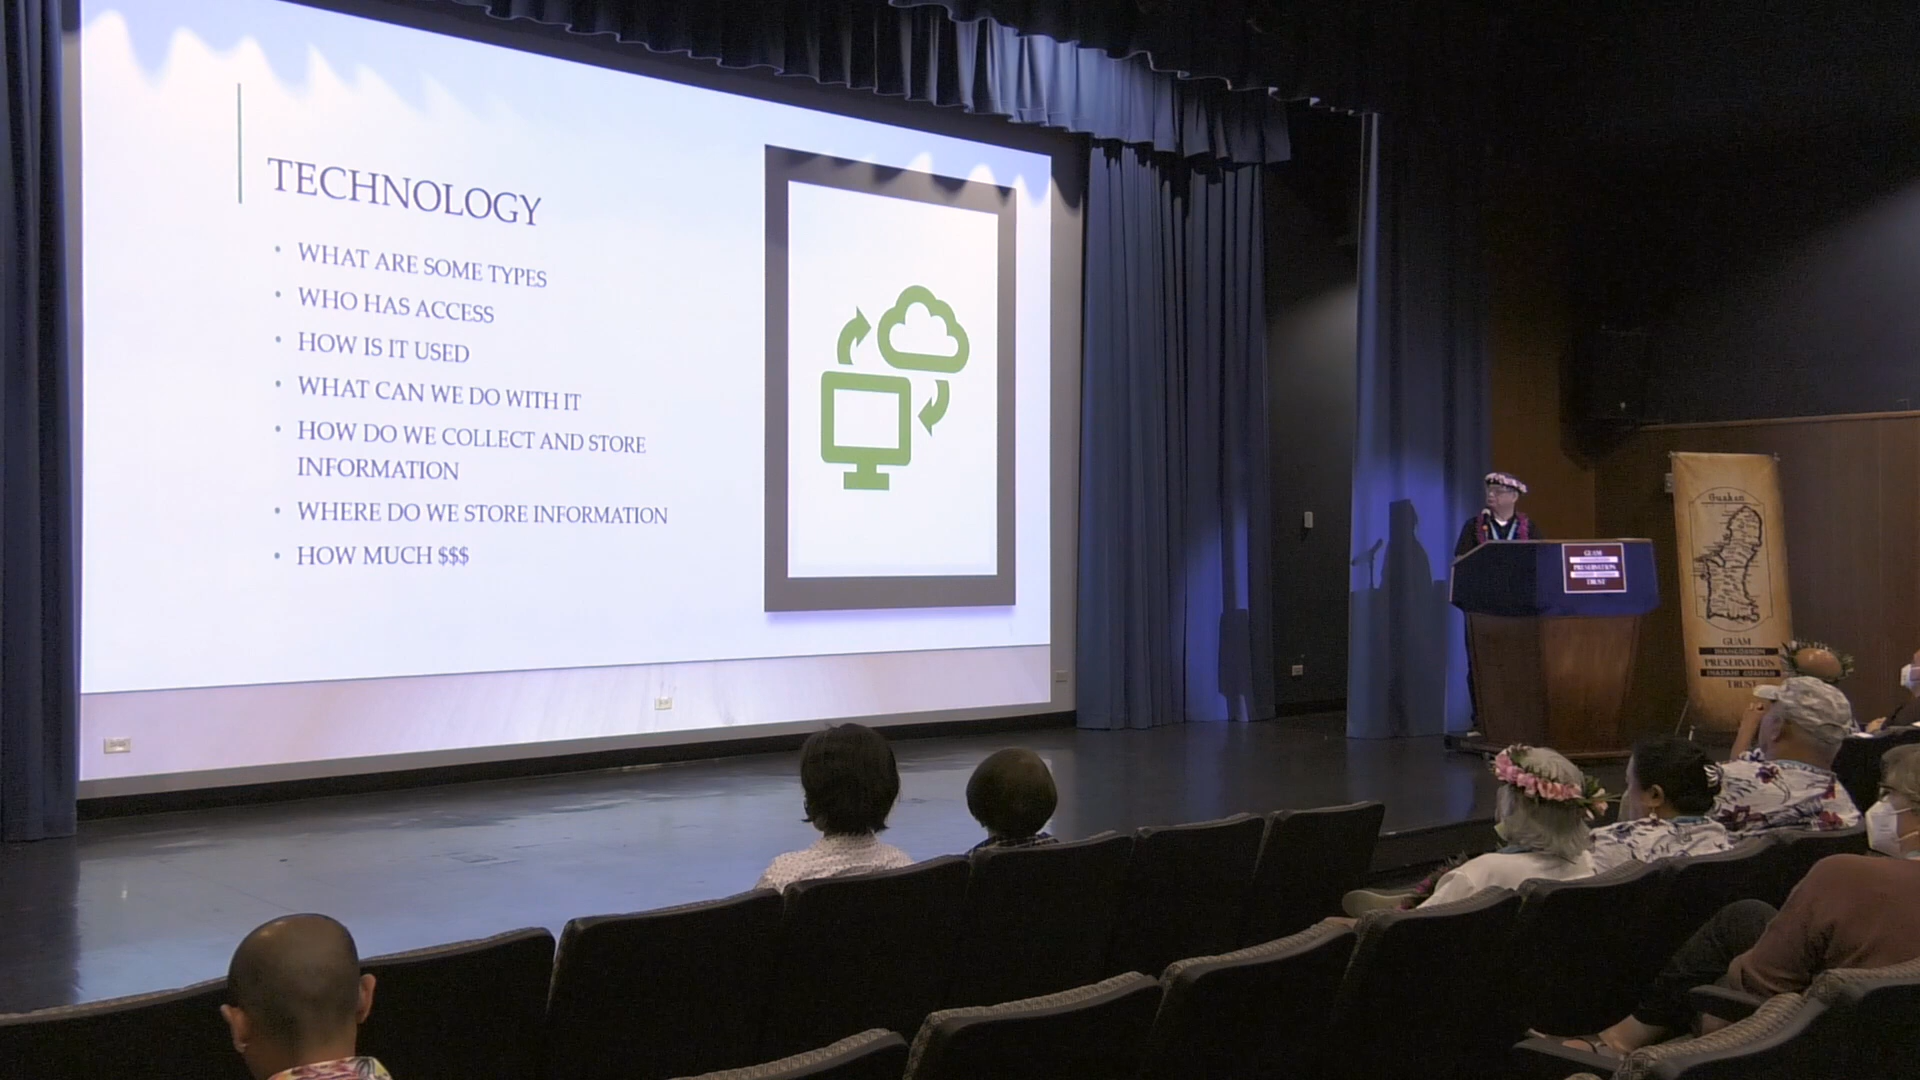 TECHNOLOGY
• WHAT ARE SOME TYPES
• WHO HAS ACCESS
• HOW IS IT USED
• WHAT CAN WE DO WITH IT
• HOW DO WE COLLECT AND STORE
INFORMATION
• WHERE DO WE STORE INFORMATION
• HOW MUCH $$$
GUAM
PRESERVATION
TRUST
Guahan
GUAM
PRESERVATION
TRUST